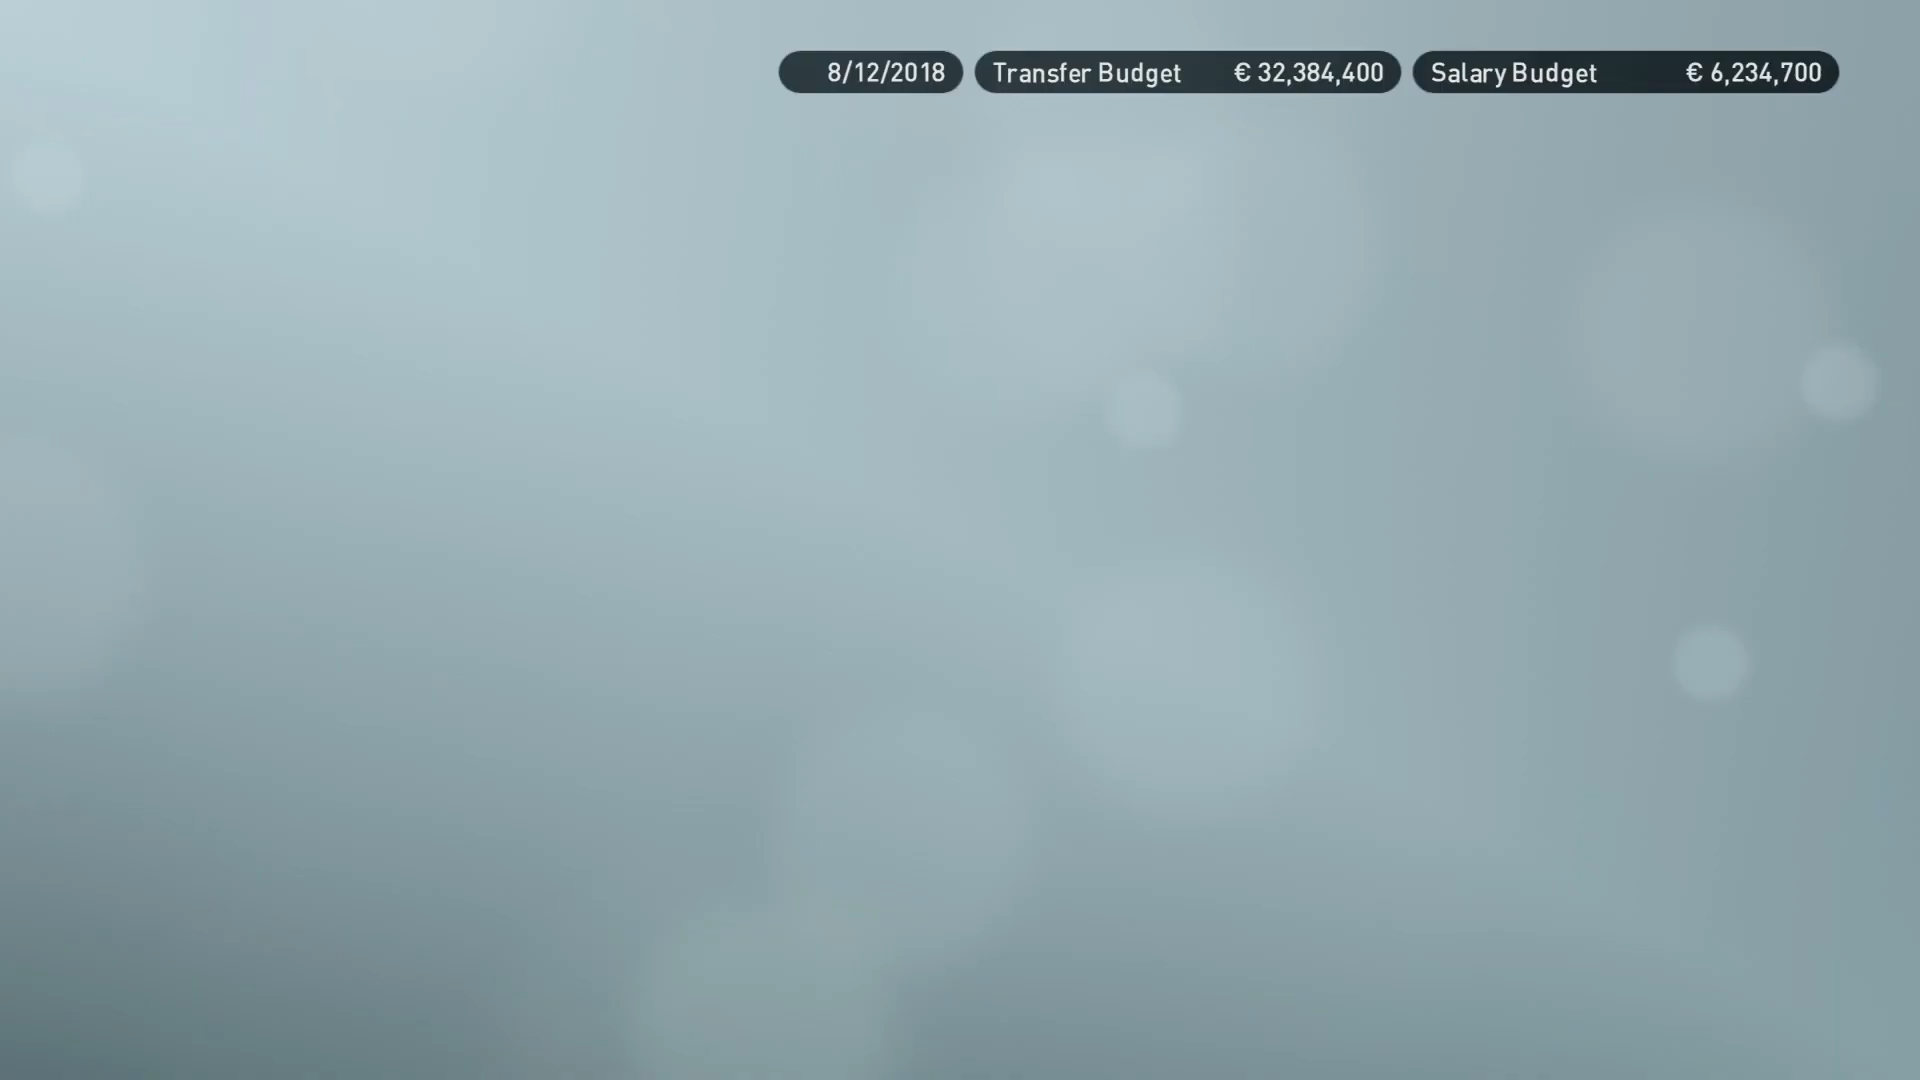 8/12/2018 Transfer Budget € 32,384,400 Salary Budget € 6,234,700